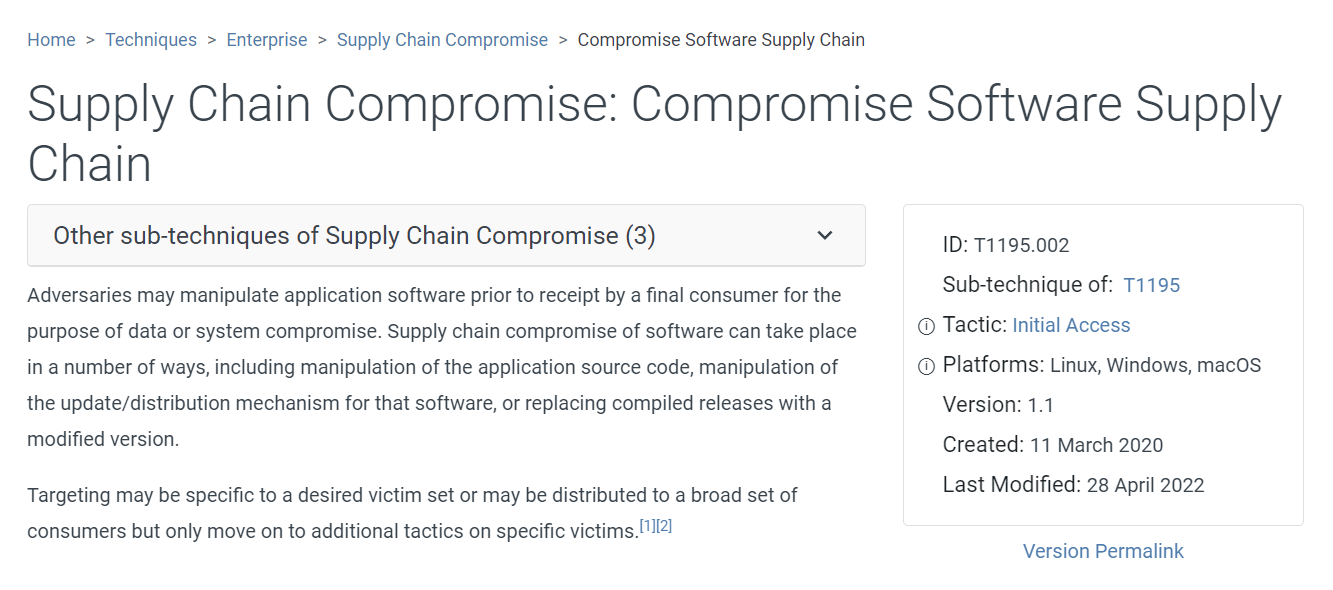 Home > Techniques > Enterprise > Supply Chain Compromise > Compromise Software Supply Chain
Supply Chain Compromise: Compromise Software Supply
Chain
Other sub-techniques of Supply Chain Compromise (3)
Adversaries may manipulate application software prior to receipt by a final consumer for the
purpose of data or system compromise. Supply chain compromise of software can take place
in a number of ways, including manipulation of the application source code, manipulation of
the update/distribution mechanism for that software, or replacing compiled releases with a
modified version.
Targeting may be specific to a desired victim set or may be distributed to a broad set of
consumers but only move on to additional tactics on specific victims.[1][2]
ID: T1195.002
Sub-technique of: T1195
Tactic: Initial Access
Platforms: Linux, Windows, macOS
Version: 1.1
Created: 11 March 2020
Last Modified: 28 April 2022
Version Permalink